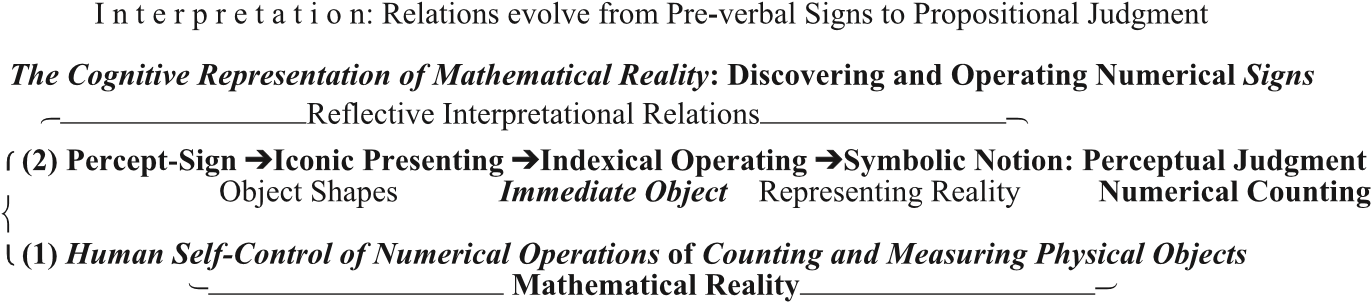 I n t e r p r e t a t i o n: Relations evolve from Pre-verbal Signs to Propositional Judgment
The Cognitive Representation of Mathematical Reality: Discovering and Operating Numerical Signs
Reflective Interpretational Relations
(2) Percept-Sign ➔Iconic Presenting ➔Indexical Operating ➔Symbolic Notion: Perceptual Judgment
Object Shapes Immediate Object Representing Reality Numerical Counting
(1) Human Self-Control of Numerical Operations of Counting and Measuring Physical Objects
Mathematical Reality